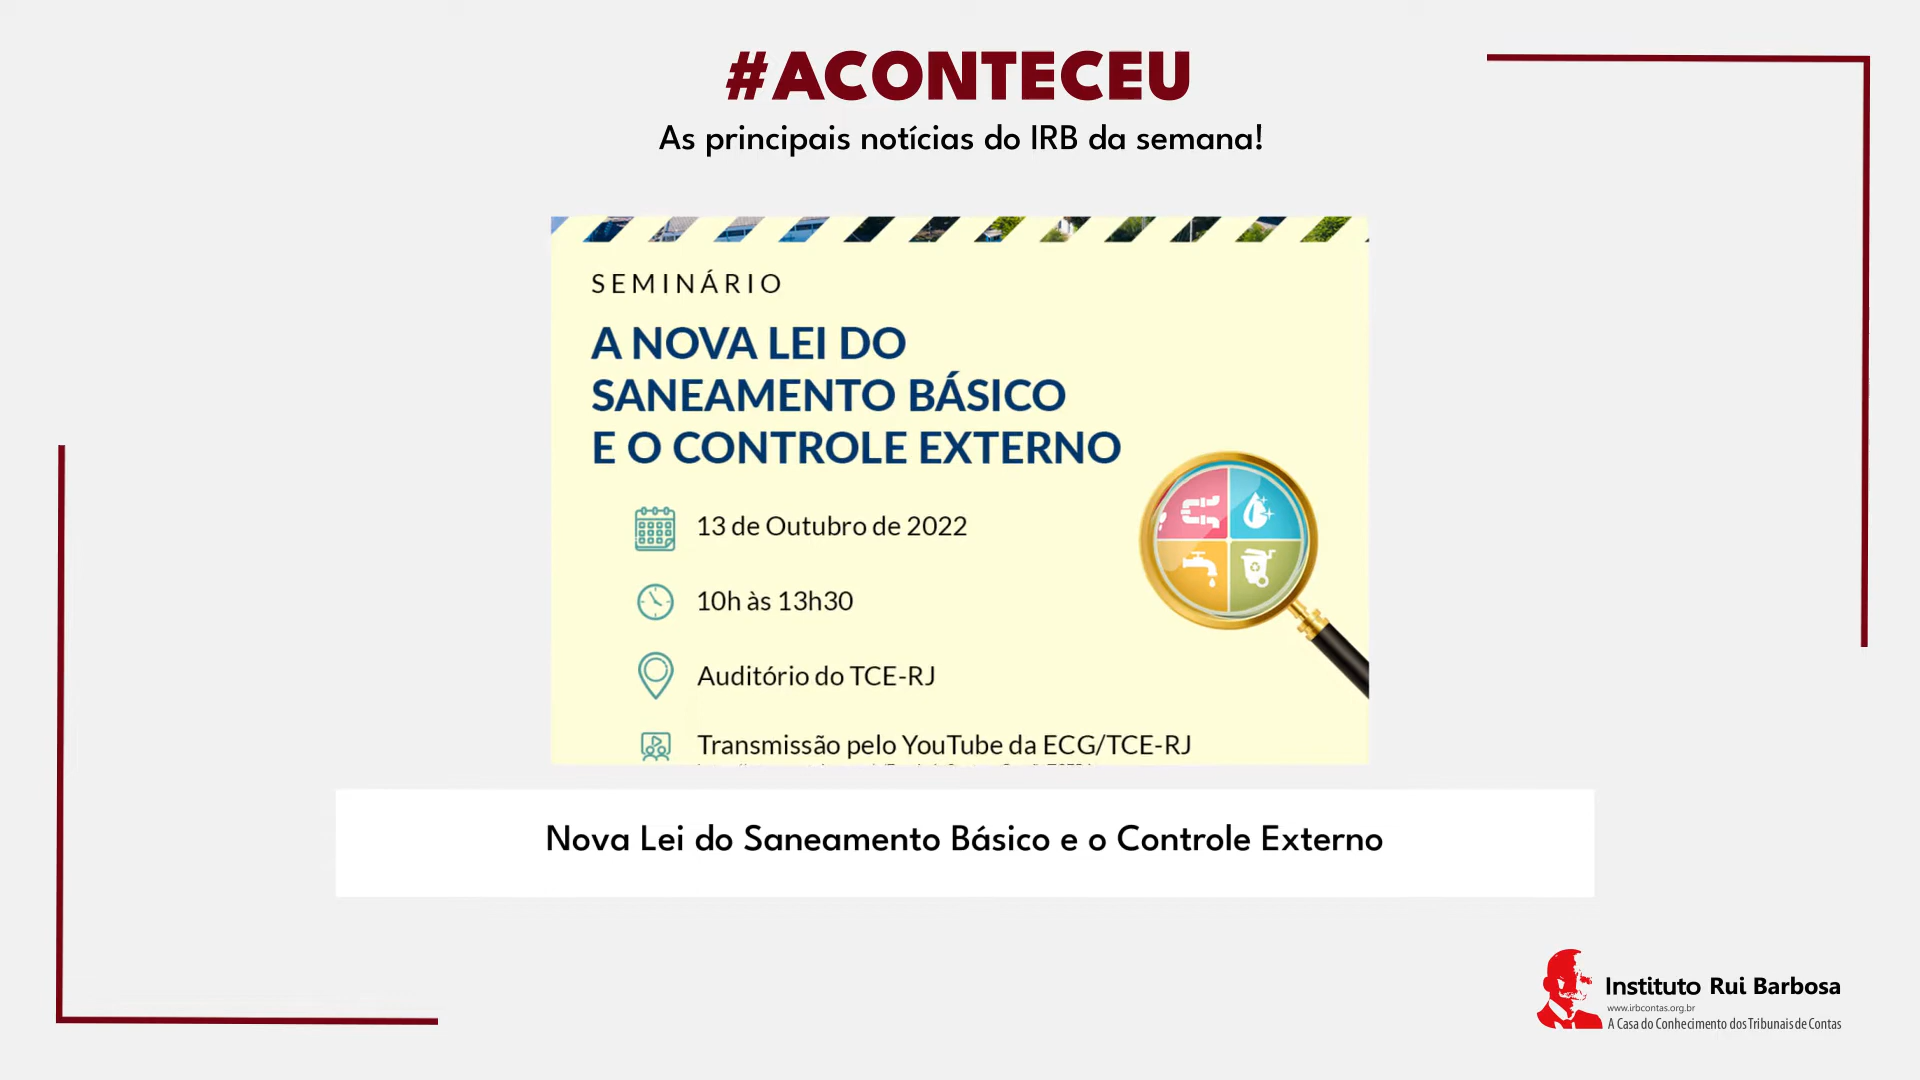 #ACONTECEU
As principais notícias do IRB da semana!
SEMINÁRIO
A NOVA LEI DO
SANEAMENTO BÁSICO
E O CONTROLE EXTERNO
13 de Outubro de 2022
10h às 13h30
Auditório do TCE-RJ
Transmissão pelo YouTube da ECG/TCE-RJ
Nova Lei do Saneamento Básico e o Controle Externo
Instituto Rui Barbosa
www.irbcontas.org.br
A Casa do Conhecimento dos Tribunais de Contas